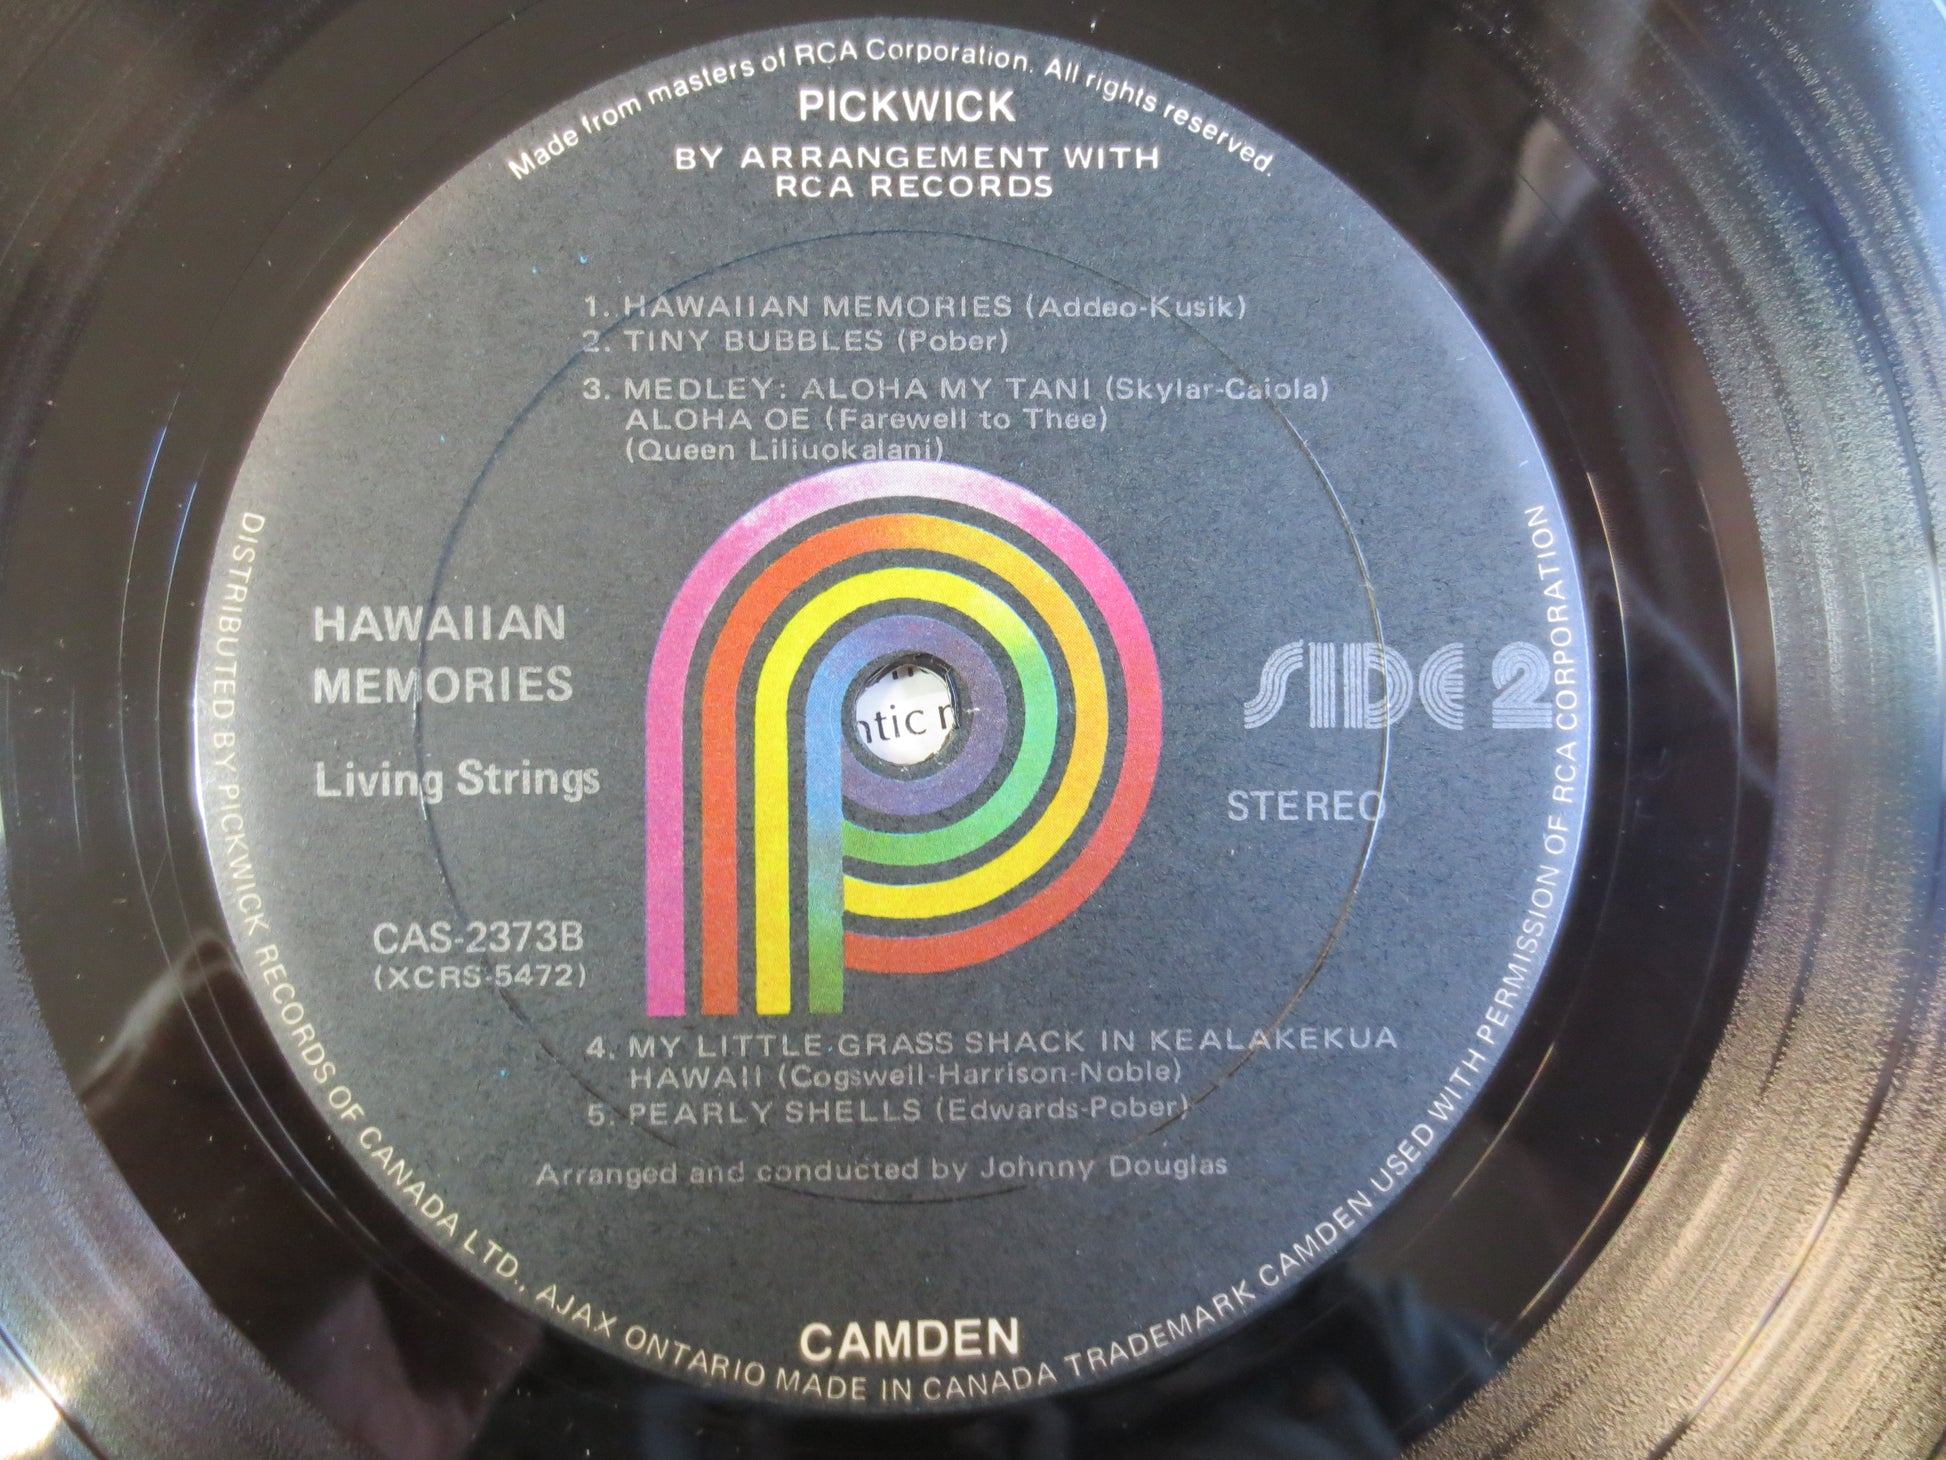 Made from masters of RCA Corporation. All rights reserved.
PICKWICK
BY ARRANGEMENT WITH
RCA RECORDS
1. HAWAIIAN MEMORIES (Addeo-Kusik)
2. TINY BUBBLES (Pober)
3. MEDLEY: ALOHA MY TANI (Skylar-Caiola)
ALOHA OE (Farewell to Thee)
(Queen Liliuokalani)
HAWAIIAN
MEMORIES
Living Strings
SIDE 2
STEREO
ntic
CAS-2373B
(XCRS-5472)
4. MY LITTLE GRASS SHACK IN KEALAKEKUA
HAWAII (Cogswell-Harrison-Noble)
5. PEARLY SHELLS (Edwards-Pober)
Arranged and conducted by Johnny Douglas
CAMDEN
DISTRIBUTED BY PICKWICK RECORDS OF CANADA LTD., AJAX ONTARIO MADE IN CANADA TRADEMARK CAMDEN USED WITH PERMISSION OF RCA CORPORATION